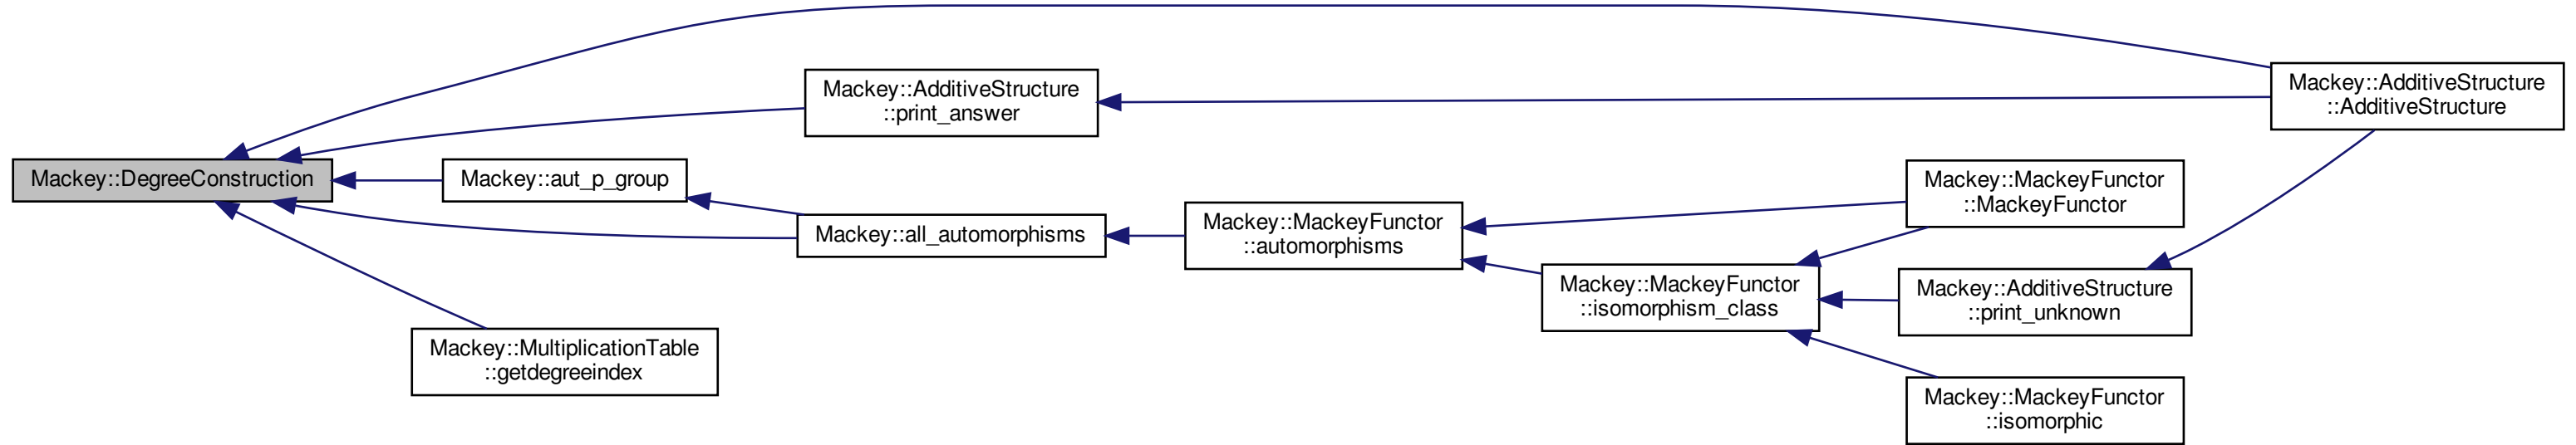 Mackey::DegreeConstruction
Mackey::AdditiveStructure
::AdditiveStructure
Mackey::AdditiveStructure
::print_answer
Mackey::aut_p_group
Mackey::all_automorphisms
Mackey::MackeyFunctor
::automorphisms
Mackey::MackeyFunctor
::MackeyFunctor
Mackey::MackeyFunctor
::isomorphism_class
Mackey::AdditiveStructure
::print_unknown
Mackey::MackeyFunctor
::isomorphic
Mackey::MultiplicationTable
::getdegreeindex